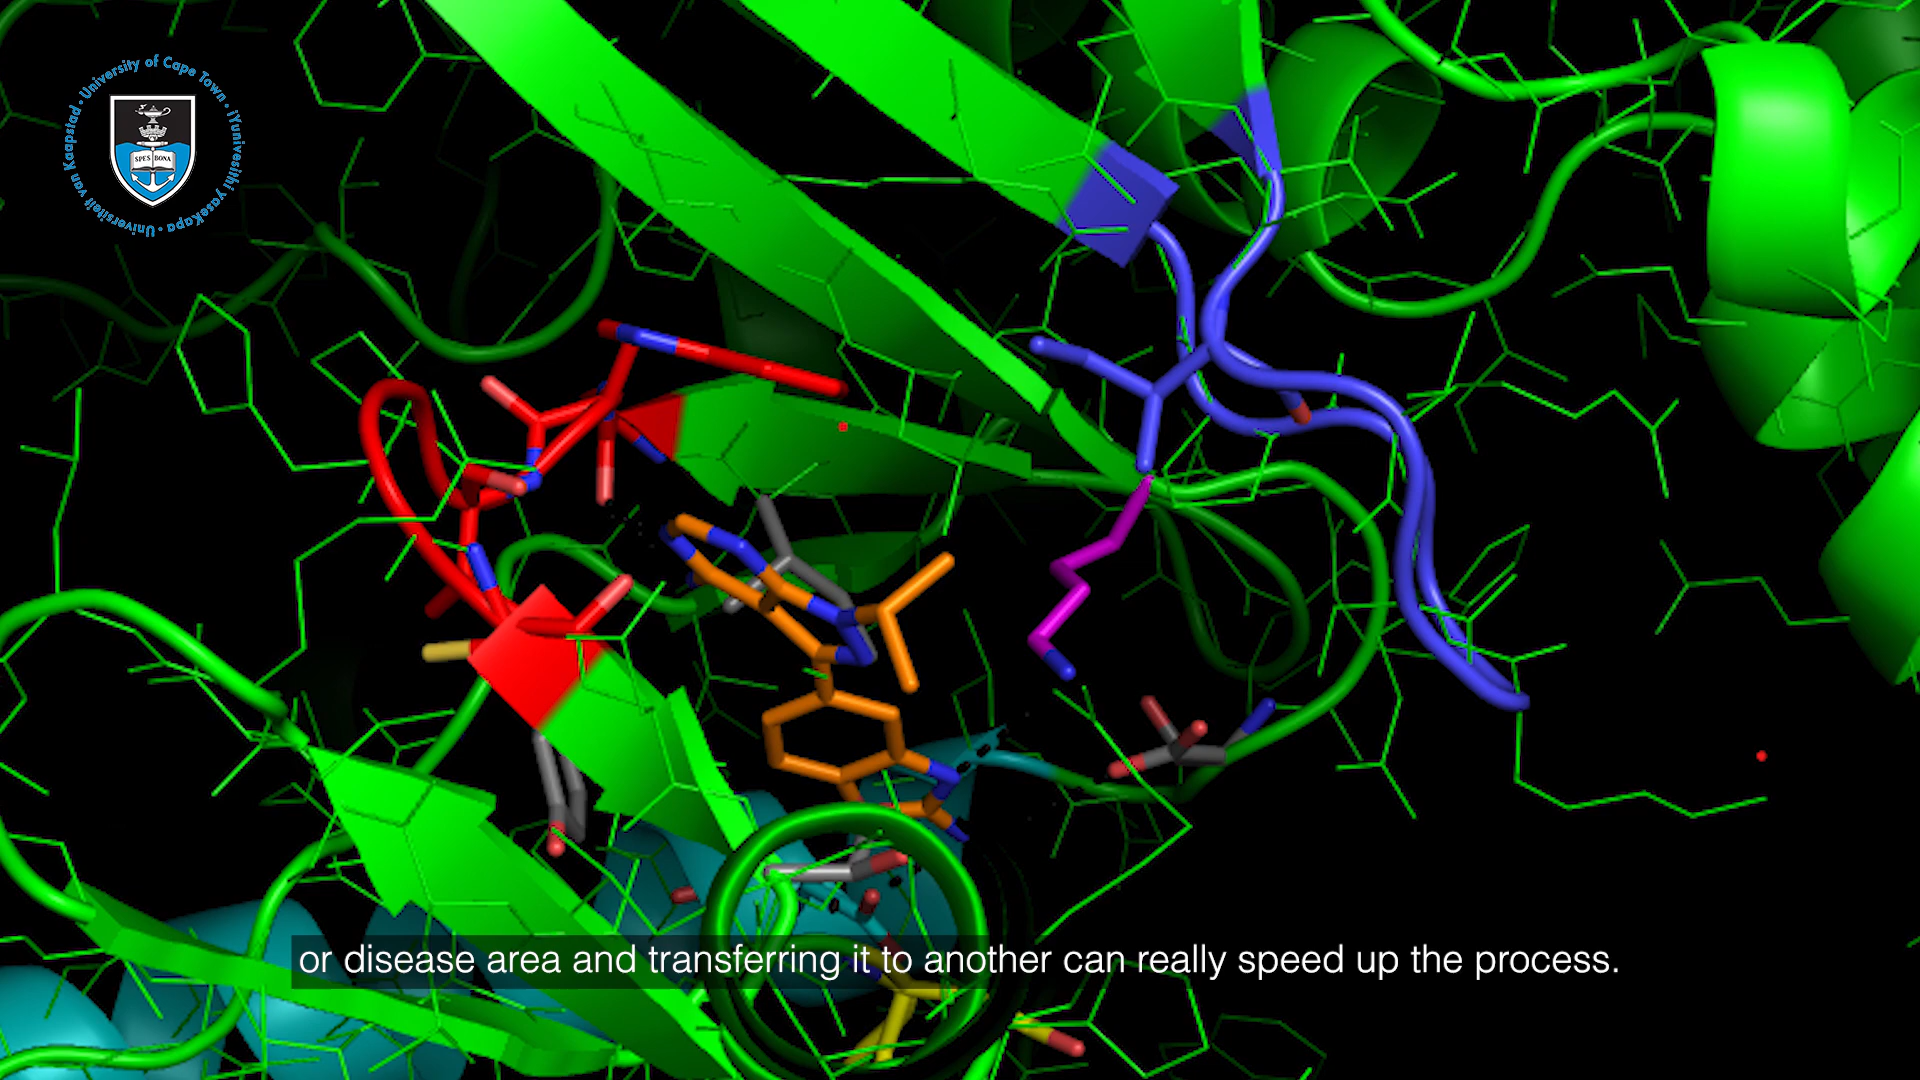 University of Cape Town • iYunivesithi yaseKapa • Universiteit van Kaapstad •
SPES BONA
or disease area and transferring it to another can really speed up the process.